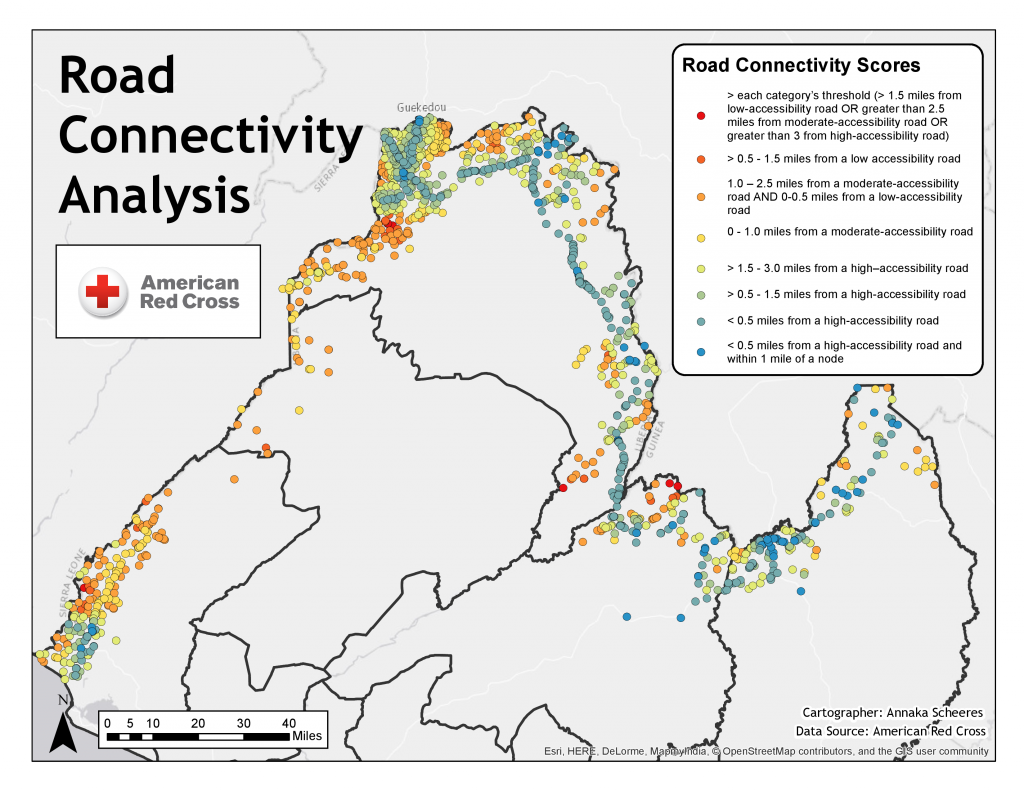 Road
Connectivity
Analysis
American
Red Cross
Guekedou
SIERRA
LIBERIA
GUINEA
SIERRA LEONE
Road Connectivity Scores
> each category's threshold (> 1.5 miles from
low-accessibility road OR greater than 2.5
miles from moderate-accessibility road OR
greater than 3 from high-accessibility road)
> 0.5 - 1.5 miles from a low accessibility road
1.0 – 2.5 miles from a moderate-accessibility
road AND 0-0.5 miles from a low-accessibility
road
0 - 1.0 miles from a moderate-accessibility road
> 1.5 - 3.0 miles from a high–accessibility road
> 0.5 - 1.5 miles from a high-accessibility road
< 0.5 miles from a high-accessibility road
< 0.5 miles from a high-accessibility road and
within 1 mile of a node
N
0 5 10 20 30 40
Miles
Cartographer: Annaka Scheeres
Data Source: American Red Cross
Esri, HERE, DeLorme, MapmyIndia, © OpenStreetMap contributors, and the GIS user community